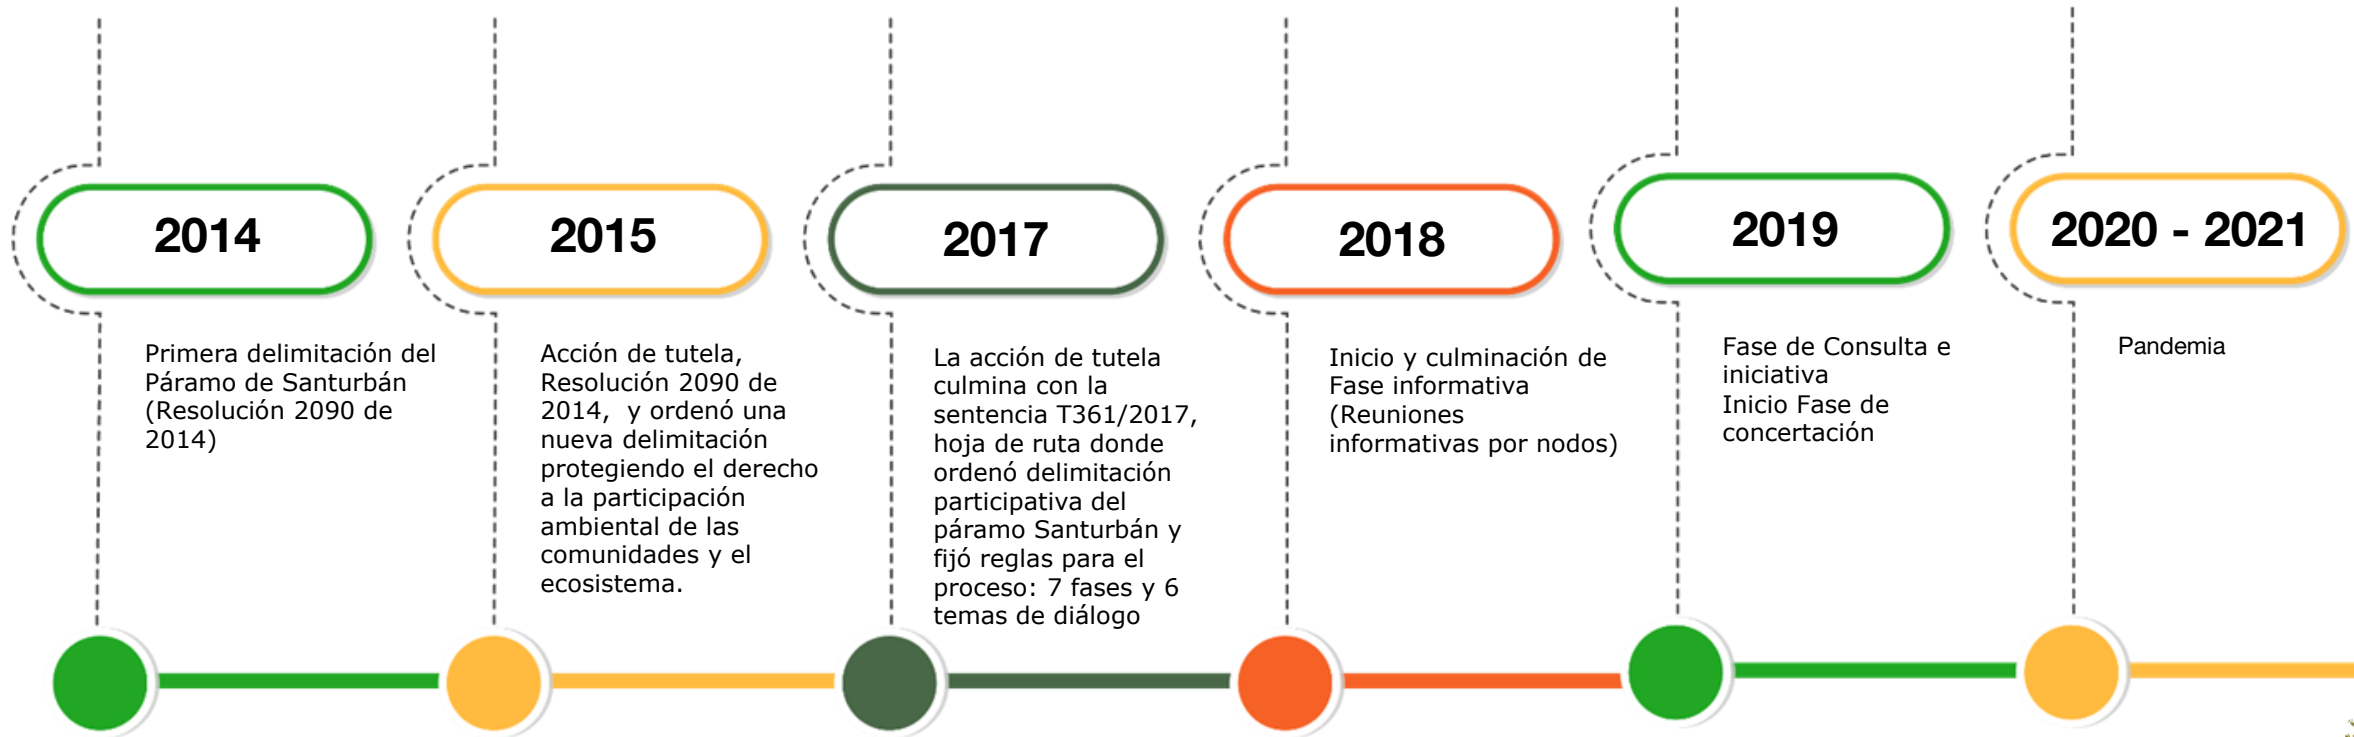 2014
Primera delimitación del
Páramo de Santurbán
(Resolución 2090 de
2014)
2015
Acción de tutela,
Resolución 2090 de
2014,  y ordenó una
nueva delimitación
protegiendo el derecho
a la participación
ambiental de las
comunidades y el
ecosistema.
2017
La acción de tutela
culmina con la
sentencia T361/2017,
hoja de ruta donde
ordenó delimitación
participativa del
páramo Santurbán y
fijó reglas para el
proceso: 7 fases y 6
temas de diálogo
2018
Inicio y culminación de
Fase informativa
(Reuniones
informativas por nodos)
2019
Fase de Consulta e
iniciativa
Inicio Fase de
concertación
2020 - 2021
Pandemia